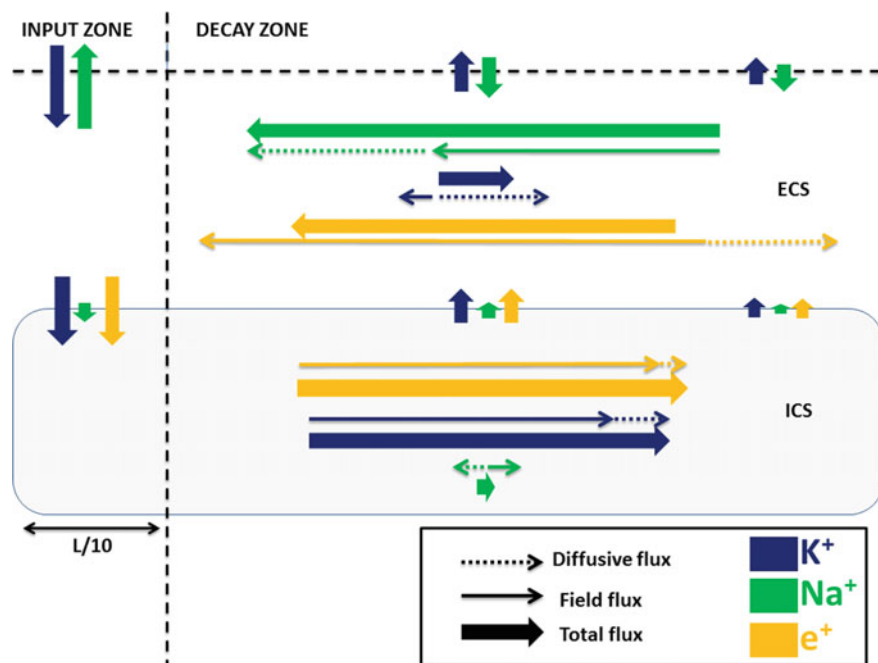 INPUT ZONE
DECAY ZONE
ECS
ICS
L/10
Diffusive flux
Field flux
Total flux
K⁺
Na⁺
e⁺